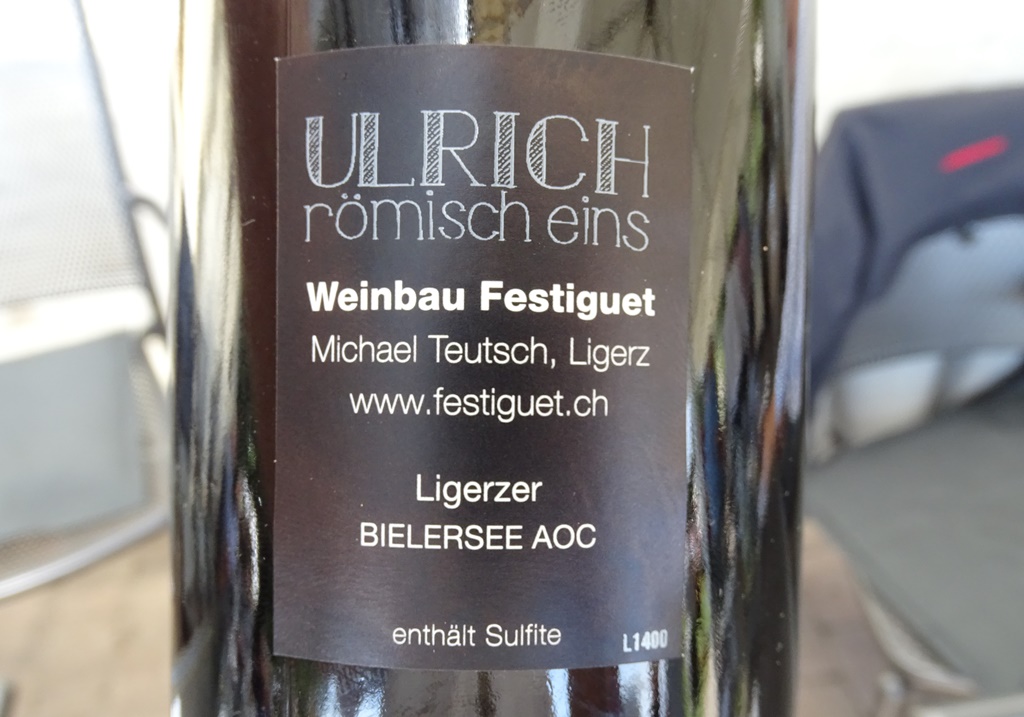 ULRICH
römisch eins
Weinbau Festiguet
Michael Teutsch, Ligerz
www.festiguet.ch
Ligerzer
BIELERSEE AOC
enthält Sulfite
L1400